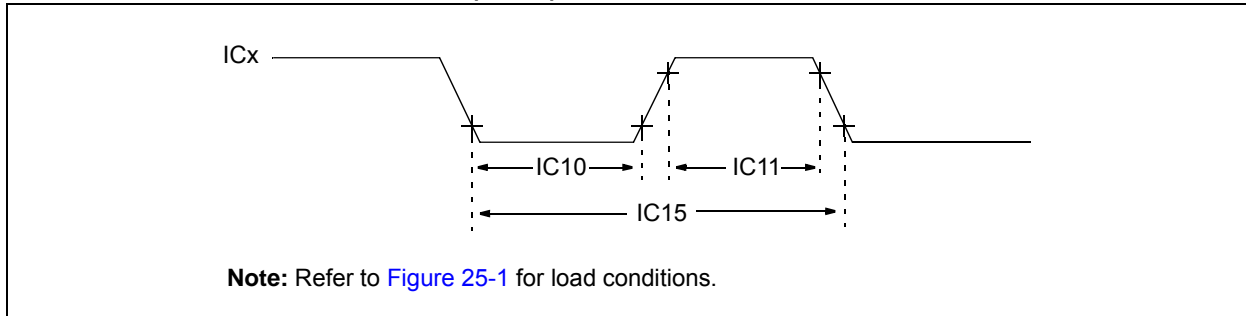 ICx
IC10
IC11
IC15
Note: Refer to Figure 25-1 for load conditions.